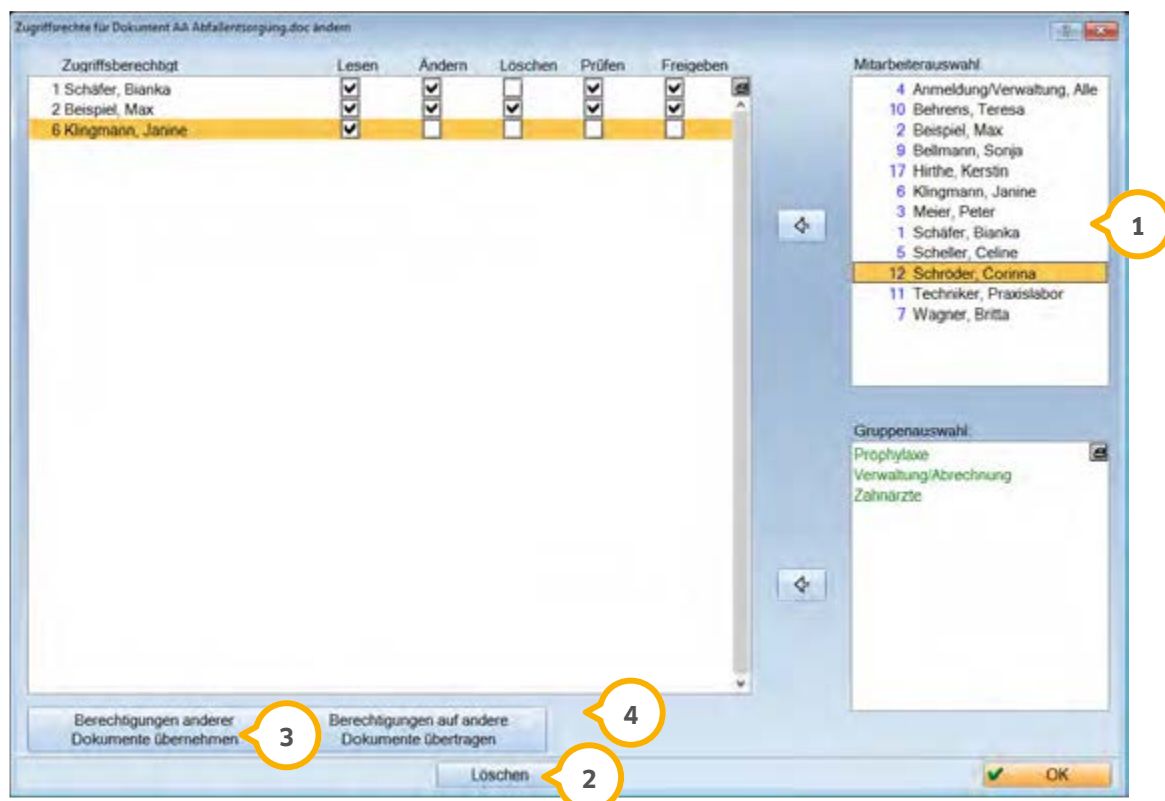 Zugriffsrechte für Dokument AA Abfallentsorgung.doc ändern
Zugriffsberechtigt Lesen Ändern Löschen Prüfen Freigeben
1 Schäfer, Bianka
2 Beispiel, Max
6 Klingmann, Janine
Mitarbeiterauswahl
4 Anmeldung/Verwaltung, Alle
10 Behrens, Teresa
2 Beispiel, Max
9 Bellmann, Sonja
17 Hirthe, Kerstin
6 Klingmann, Janine
3 Meier, Peter
1 Schäfer, Bianka
5 Scheller, Celine
12 Schröder, Corinna
11 Techniker, Praxislabor
7 Wagner, Britta
1
Gruppenauswahl:
Prophylaxe
Verwaltung/Abrechnung
Zahnärzte
Berechtigungen anderer
Dokumente übernehmen
3
Berechtigungen auf andere
Dokumente übertragen
4
Löschen
2
OK